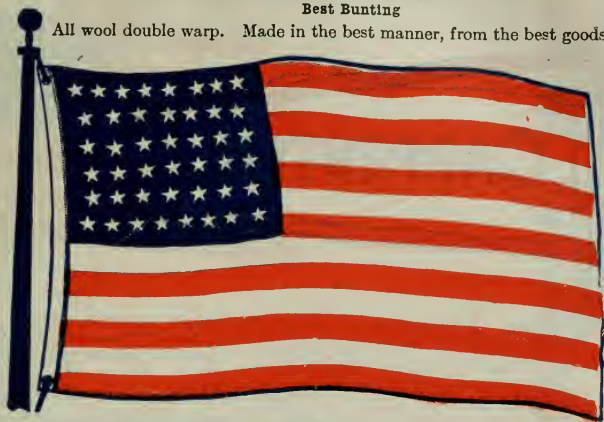 Best Bunting
All wool double warp. Made in the best manner, from the best goods